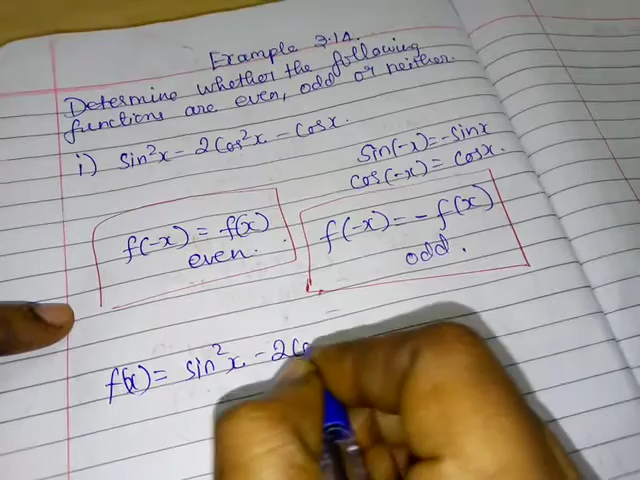 Example 3.14.
Determine whether the following
functions are even, odd or neither.
i) sin²x - 2cos²x - cosx.
sin(-x) = -sinx
cos(-x) = cosx.
f(-x) = f(x)
even.
f(-x) = - f(x)
odd.
f(x) = sin²x - 2co